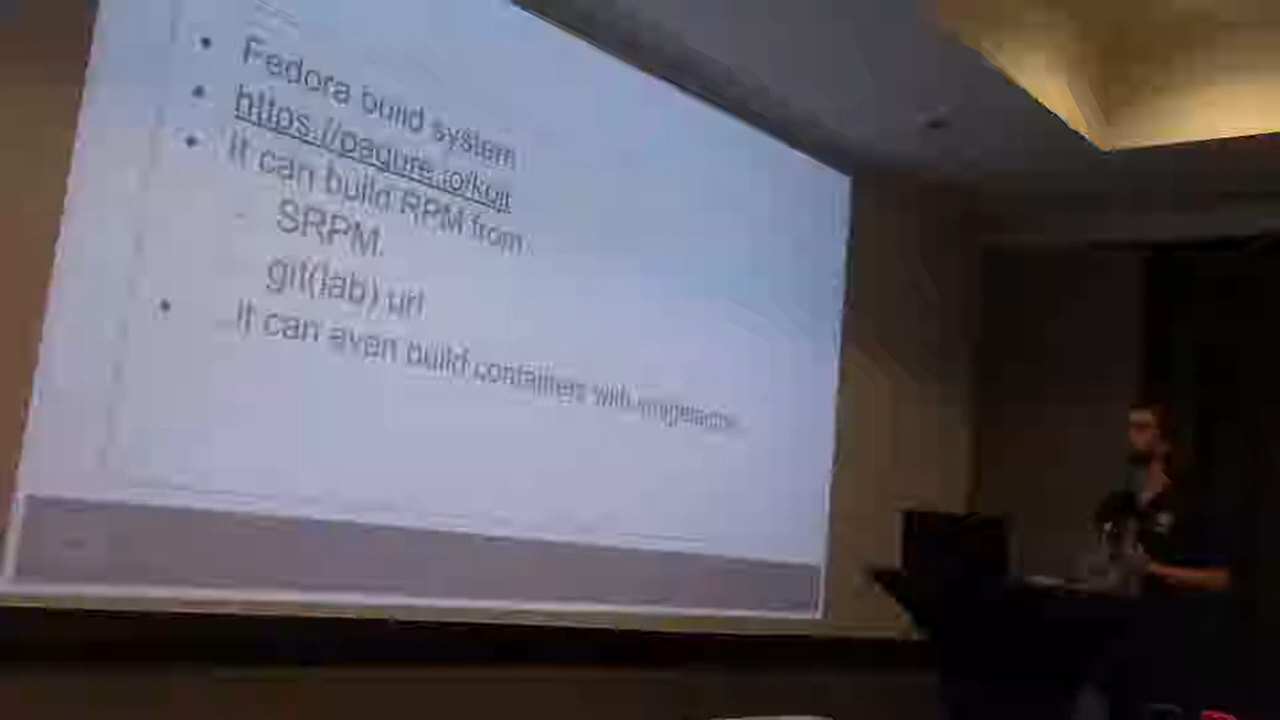 Fedora build system
https://pagure.io/koji
It can build RPM from
SRPM.
git(lab) url
It can even build containers with